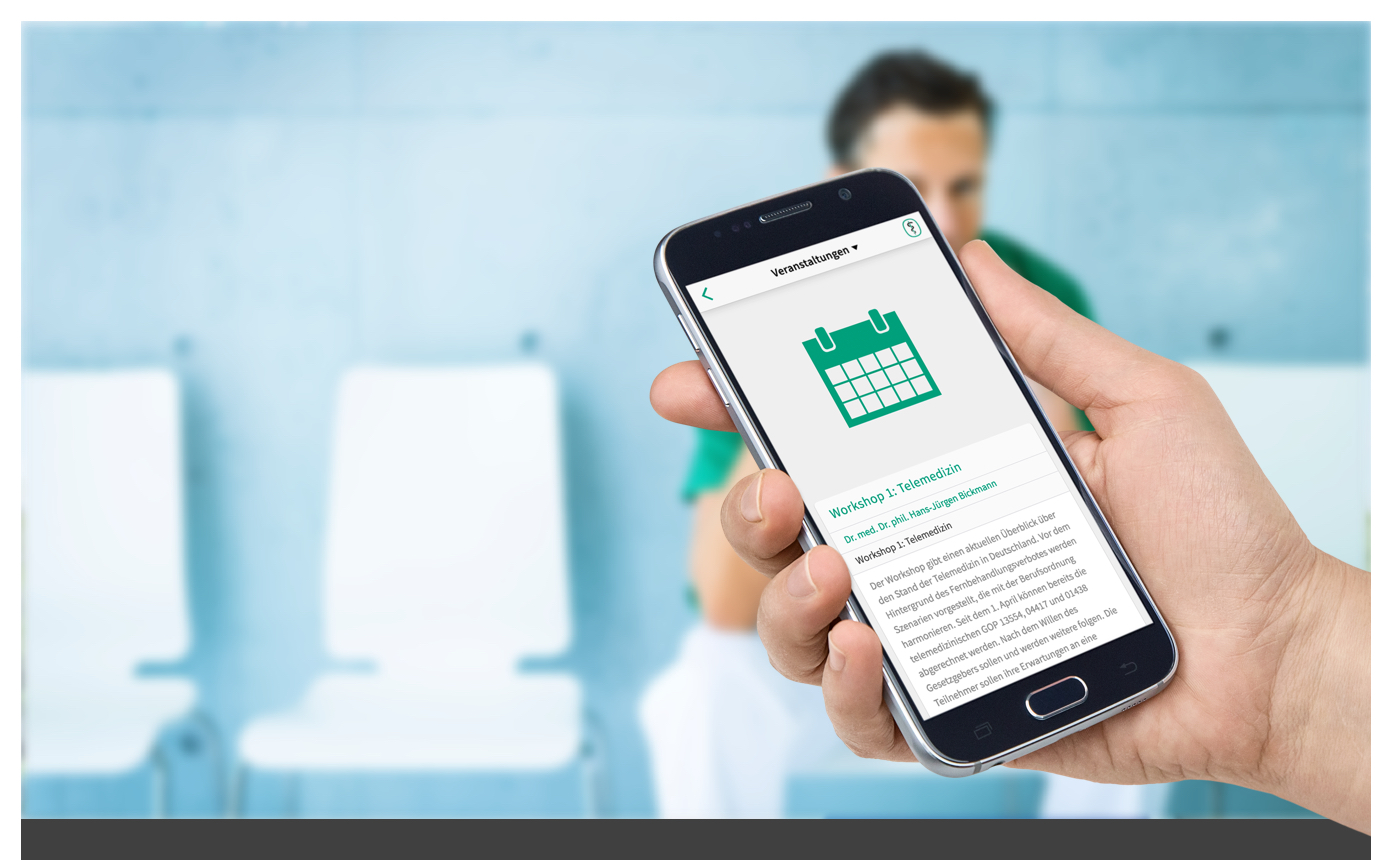 Veranstaltungen ▼
Workshop 1: Telemedizin
Dr. med. Dr. phil. Hans-Jürgen Bickmann
Workshop 1: Telemedizin
Der Workshop gibt einen aktuellen Überblick über
den Stand der Telemedizin in Deutschland. Vor dem
Hintergrund des Fernbehandlungsverbotes werden
Szenarien vorgestellt, die mit der Berufsordnung
harmonieren. Seit dem 1. April können bereits die
telemedizinischen GOP 13554, 04417 und 01438
abgerechnet werden. Nach dem Willen des
Gesetzgebers sollen und werden weitere folgen. Die
Teilnehmer sollen ihre Erwartungen an eine